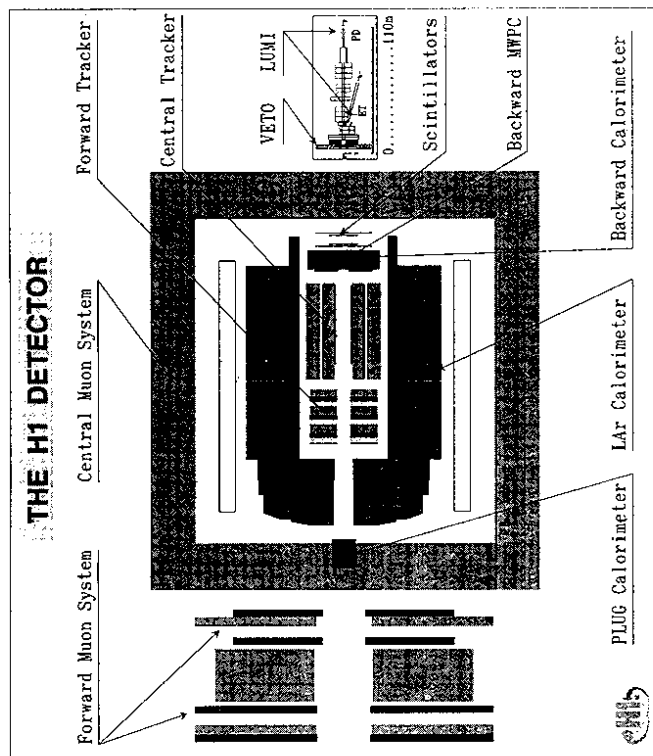 THE H1 DETECTOR
Forward Muon System
Central Muon System
Forward Tracker
Central Tracker
VETO
LUMI
ET
PD
0..............110m
PLUG Calorimeter
LAr Calorimeter
Backward Calorimeter
Backward MWPC
Scintillators
H1